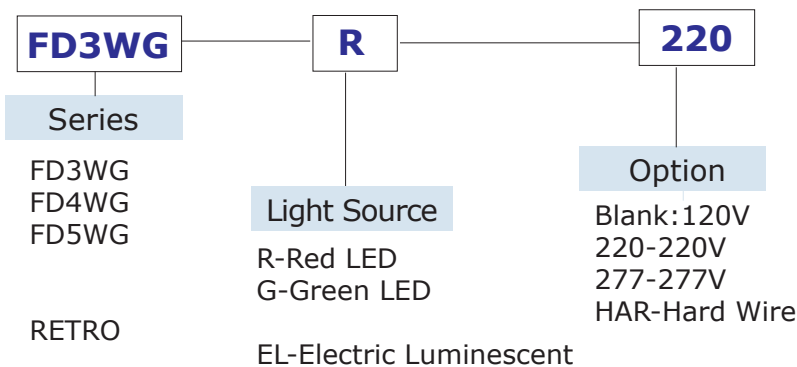 FD3WG R 220
Series
FD3WG
FD4WG
FD5WG
RETRO
Light Source
R-Red LED
G-Green LED
EL-Electric Luminescent
Option
Blank:120V
220-220V
277-277V
HAR-Hard Wire